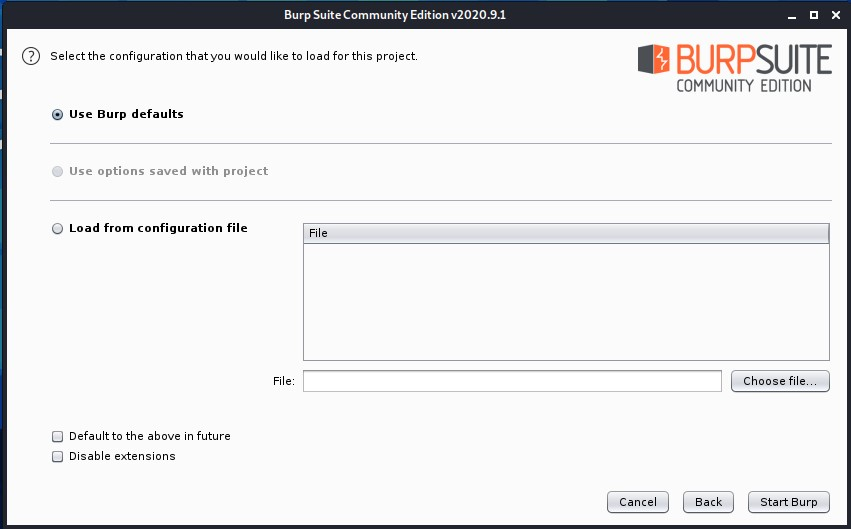 Burp Suite Community Edition v2020.9.1
? Select the configuration that you would like to load for this project.
BURPSUITE
COMMUNITY EDITION
Use Burp defaults
Use options saved with project
Load from configuration file
File
File:
Choose file...
Default to the above in future
Disable extensions
Cancel Back Start Burp